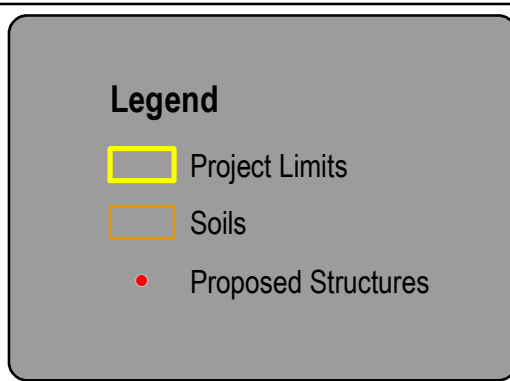 Legend
Project Limits
Soils
Proposed Structures